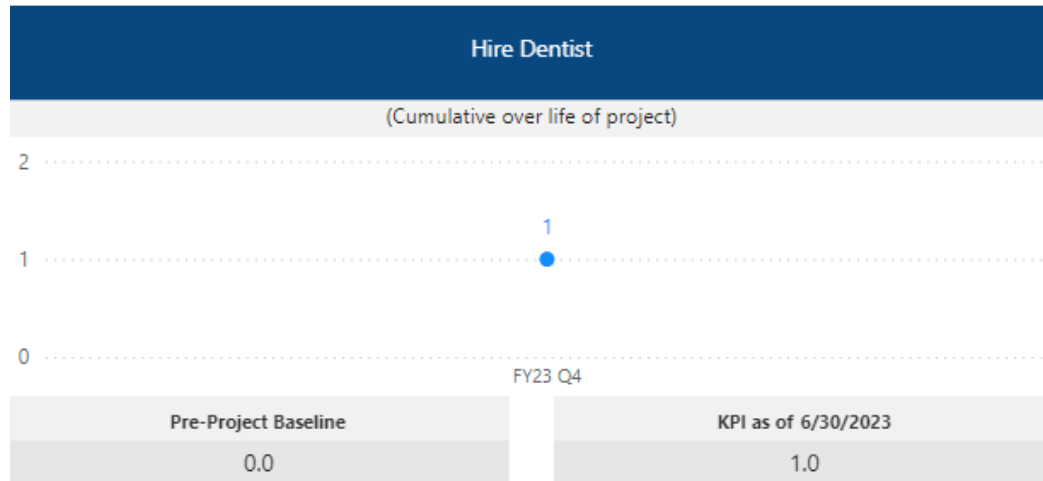 Hire Dentist
(Cumulative over life of project)
2
1
1
0
FY23 Q4
Pre-Project Baseline
KPI as of 6/30/2023
0.0
1.0